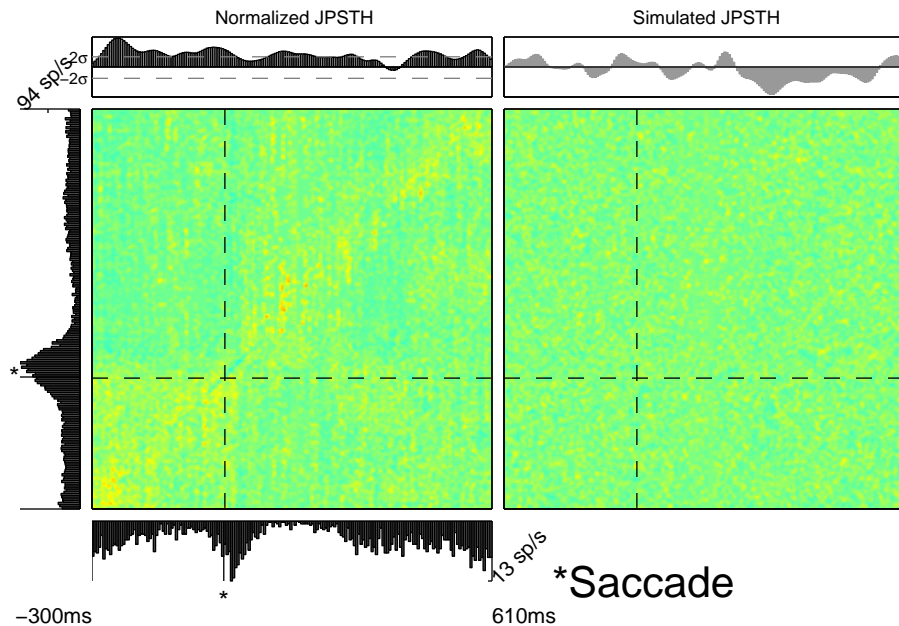 Normalized JPSTH
Simulated JPSTH
94 sp/s
2σ
−2σ
*
*
13 sp/s
*Saccade
−300ms
610ms